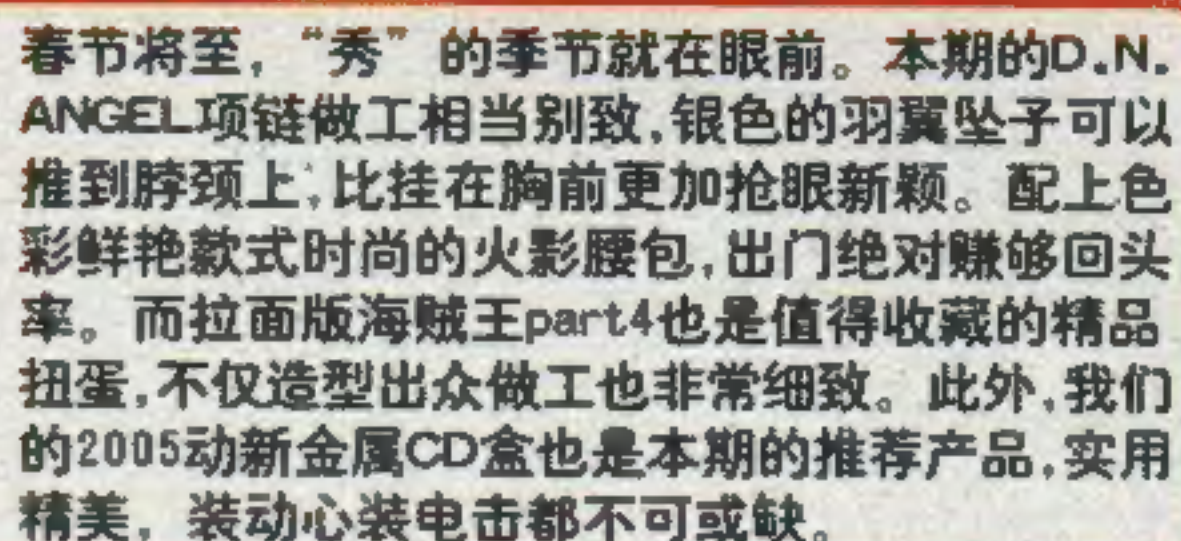 春节将至，“秀”的季节就在眼前。本期的D.N.
ANGEL项链做工相当别致,银色的羽翼坠子可以
推到脖颈上,比挂在胸前更加抢眼新颖。配上色
彩鲜艳款式时尚的火影腰包,出门绝对赚够回头
率。而拉面版海贼王part4也是值得收藏的精品
扭蛋,不仅造型出众做工也非常细致。此外,我们
的2005动新金属CD盒也是本期的推荐产品,实用
精美，装动心装电击都不可或缺。